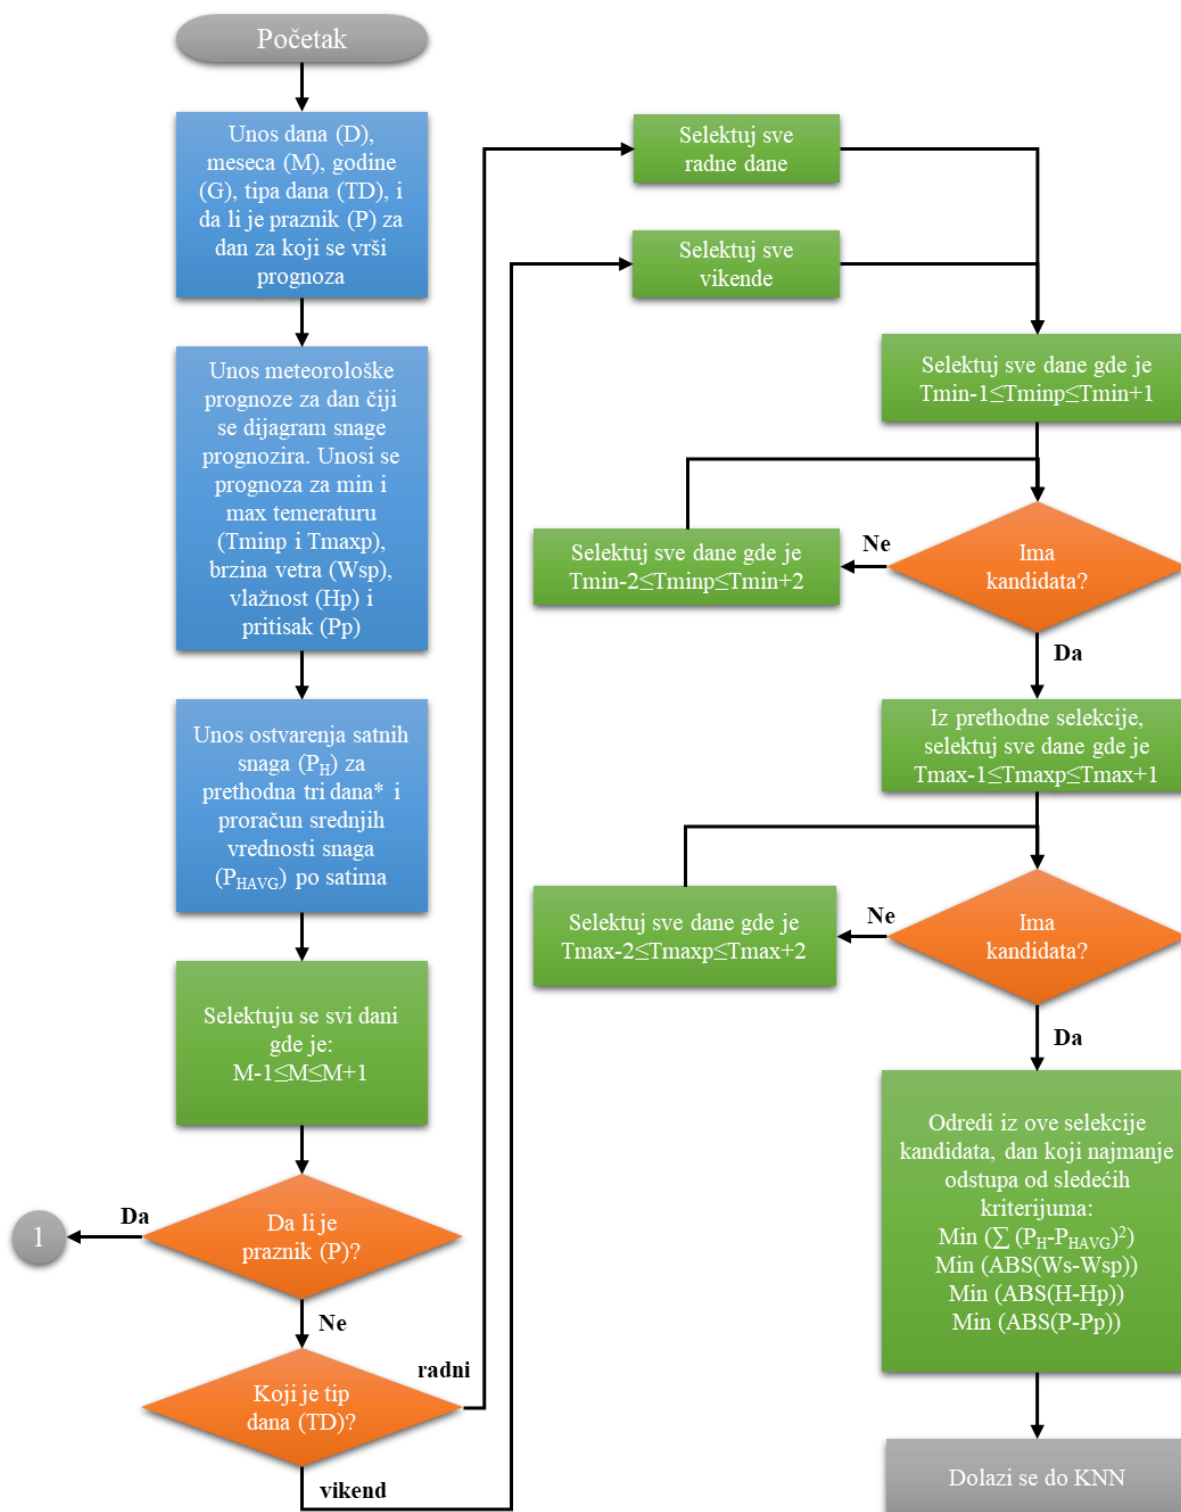 Početak
Unos dana (D),
meseca (M), godine
(G), tipa dana (TD), i
da li je praznik (P) za
dan za koji se vrši
prognoza
Unos meteorološke
prognoze za dan čiji
se dijagram snage
prognozira. Unosi se
prognoza za min i
max temeraturu
(Tminp i Tmaxp),
brzina vetra (Wsp),
vlažnost (Hp) i
pritisak (Pp)
Unos ostvarenja satnih
snaga (P_H) za
prethodna tri dana* i
proračun srednjih
vrednosti snaga
(P_HAVG) po satima
Selektuju se svi dani
gde je:
M-1≤M≤M+1
Da li je
praznik (P)?
Da
1
Ne
Koji je tip
dana (TD)?
radni
vikend
Selektuj sve
radne dane
Selektuj sve
vikende
Selektuj sve dane gde je
Tmin-1≤Tminp≤Tmin+1
Ima
kandidata?
Ne
Selektuj sve dane gde je
Tmin-2≤Tminp≤Tmin+2
Da
Iz prethodne selekcije,
selektuj sve dane gde je
Tmax-1≤Tmaxp≤Tmax+1
Ima
kandidata?
Ne
Selektuj sve dane gde je
Tmax-2≤Tmaxp≤Tmax+2
Da
Odredi iz ove selekcije
kandidata, dan koji najmanje
odstupa od sledećih
kriterijuma:
Min (∑ (P_H-P_HAVG)²)
Min (ABS(Ws-Wsp))
Min (ABS(H-Hp))
Min (ABS(P-Pp))
Dolazi se do KNN